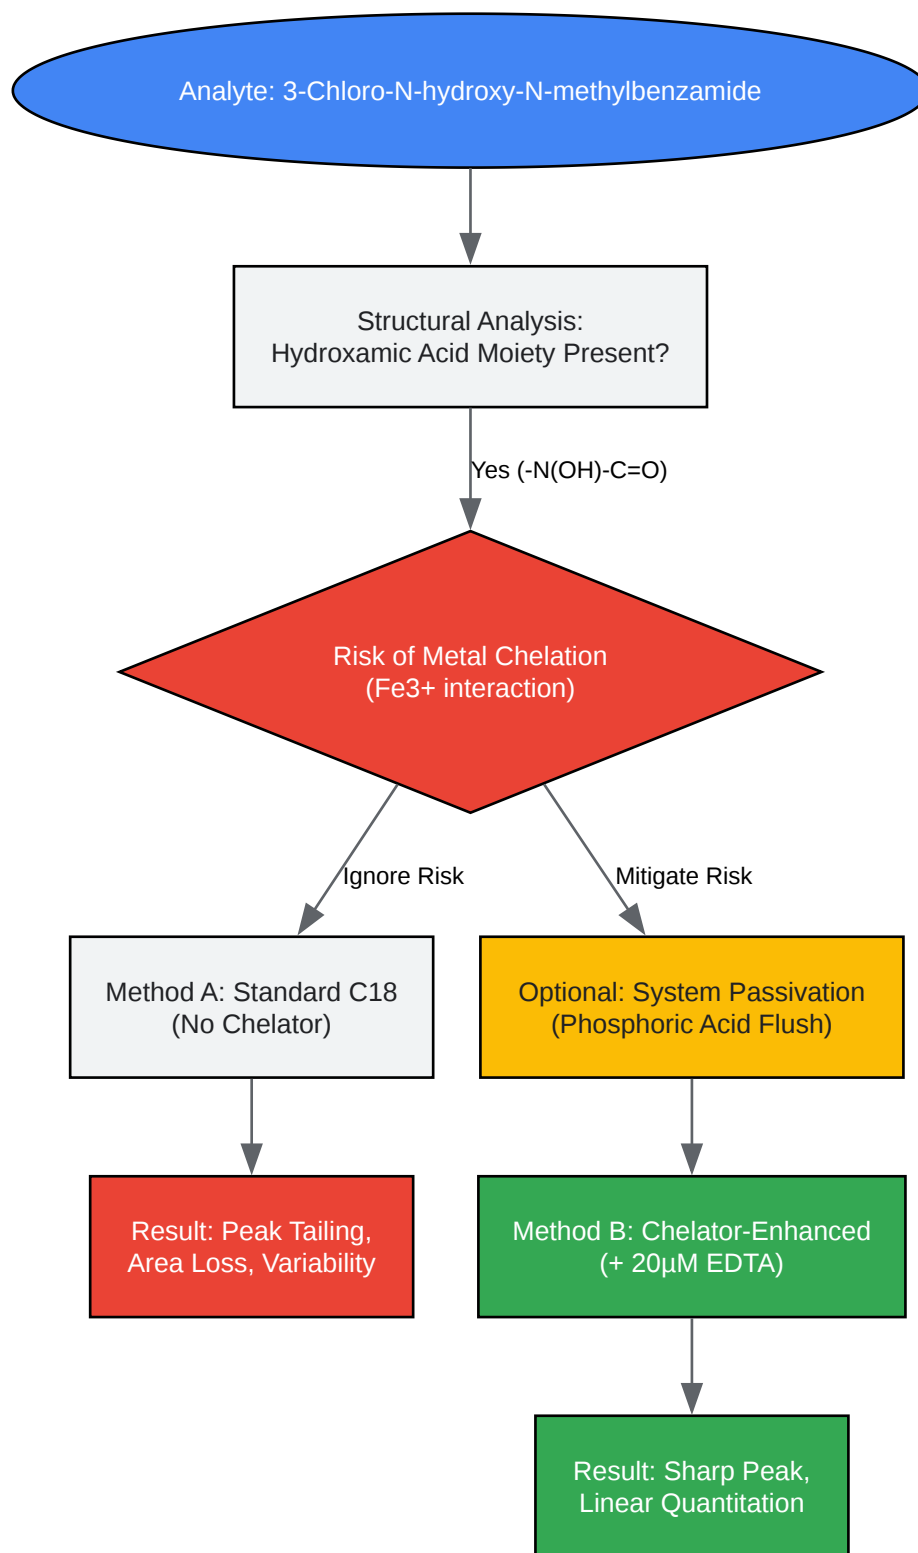 Analyte: 3-Chloro-N-hydroxy-N-methylbenzamide
Structural Analysis:
Hydroxamic Acid Moiety Present?
Yes (-N(OH)-C=O)
Risk of Metal Chelation
(Fe3+ interaction)
Ignore Risk
Mitigate Risk
Method A: Standard C18
(No Chelator)
Optional: System Passivation
(Phosphoric Acid Flush)
Result: Peak Tailing,
Area Loss, Variability
Method B: Chelator-Enhanced
(+ 20µM EDTA)
Result: Sharp Peak,
Linear Quantitation